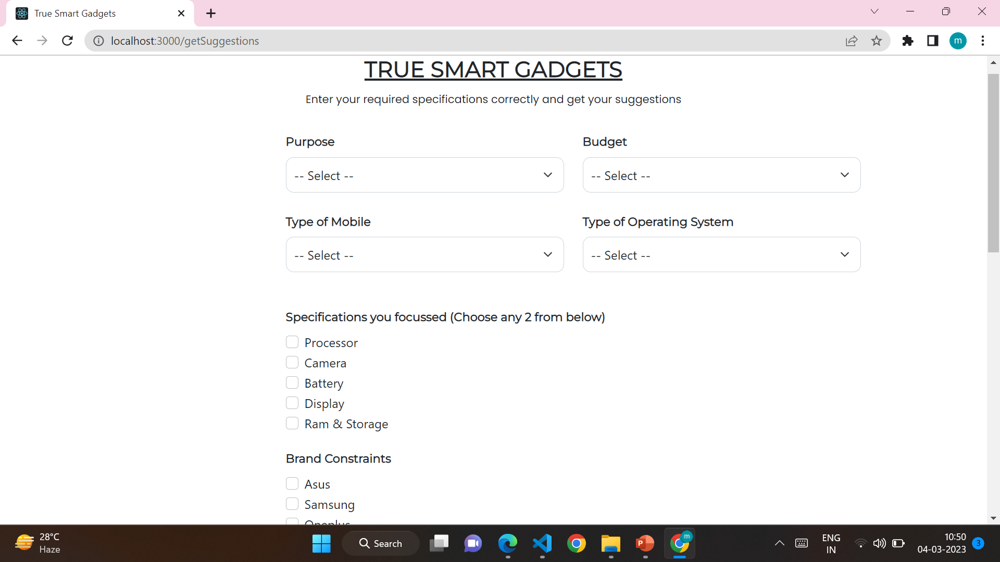 True Smart Gadgets
localhost:3000/getSuggestions
m
TRUE SMART GADGETS
Enter your required specifications correctly and get your suggestions
Purpose
Budget
-- Select --
-- Select --
Type of Mobile
Type of Operating System
-- Select --
-- Select --
Specifications you focussed (Choose any 2 from below)
Processor
Camera
Battery
Display
Ram & Storage
Brand Constraints
Asus
Samsung
Oneplus
28°C
Haze
Search
P
m
ENG
IN
10:50
04-03-2023
3